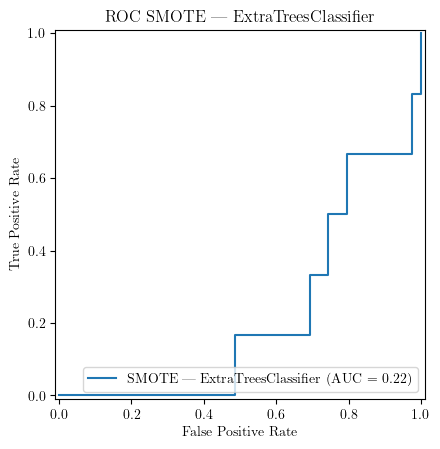 ROC SMOTE — ExtraTreesClassifier
True Positive Rate
1.0
0.8
0.6
0.4
0.2
0.0
SMOTE — ExtraTreesClassifier (AUC = 0.22)
0.0 0.2 0.4 0.6 0.8 1.0
False Positive Rate